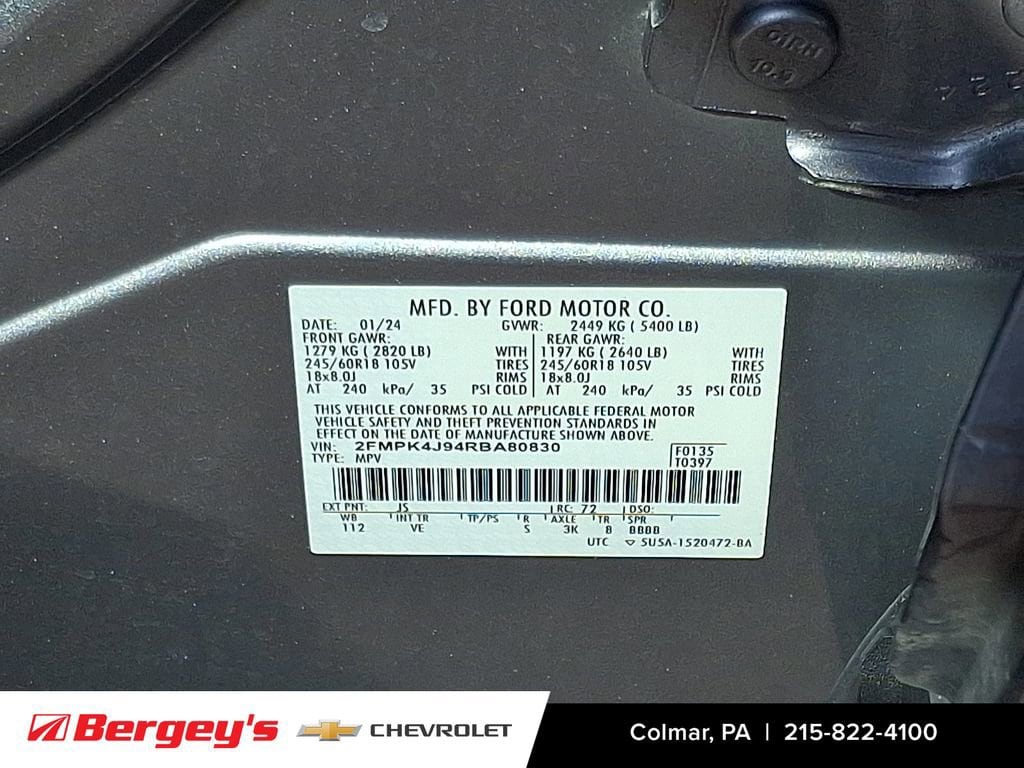 OIRH
10.9
224
MFD. BY FORD MOTOR CO.
DATE: 01/24 GVWR: 2449 KG ( 5400 LB)
FRONT GAWR: REAR GAWR:
1279 KG ( 2820 LB) WITH 1197 KG ( 2640 LB) WITH
245/60R18 105V TIRES 245/60R18 105V TIRES
18x8.0J RIMS 18x8.0J RIMS
AT 240 kPa/ 35 PSI COLD AT 240 kPa/ 35 PSI COLD
THIS VEHICLE CONFORMS TO ALL APPLICABLE FEDERAL MOTOR
VEHICLE SAFETY AND THEFT PREVENTION STANDARDS IN
EFFECT ON THE DATE OF MANUFACTURE SHOWN ABOVE.
VIN: 2FMPK4J94RBA80830 F0135
TYPE: MPV T0397
EXT PNT: JS RC: 72 DSO:
WB INT TR TP/PS R AXLE TR SPR
112 VE S 3K 8 8888
UTC ▽ 5U5A-1520472-BA
Bergey's CHEVROLET Colmar, PA | 215-822-4100